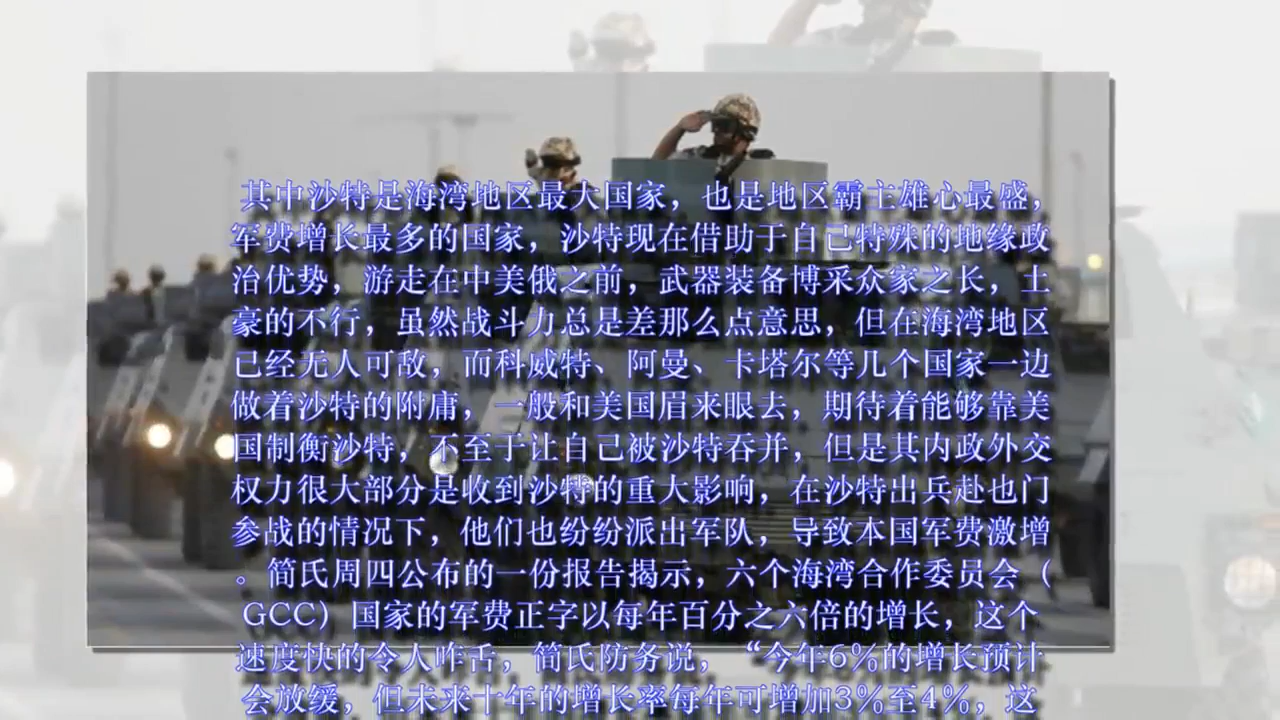 其中沙特是海湾地区最大国家，也是地区霸主雄心最盛，
军费增长最多的国家，沙特现在借助于自己特殊的地缘政
治优势，游走在中美俄之前，武器装备博采众家之长，土
豪的不行，虽然战斗力总是差那么点意思，但在海湾地区
已经无人可敌，而科威特、阿曼、卡塔尔等几个国家一边
做着沙特的附庸，一般和美国眉来眼去，期待着能够靠美
国制衡沙特，不至于让自己被沙特吞并，但是其内政外交
权力很大部分是收到沙特的重大影响，在沙特出兵赴也门
参战的情况下，他们也纷纷派出军队，导致本国军费激增
。简氏周四公布的一份报告揭示，六个海湾合作委员会（
GCC）国家的军费正字以每年百分之六倍的增长，这个
速度快的令人咋舌，简氏防务说，“今年6%的增长预计
会放缓，但未来十年的增长率每年可增加3%至4%，这